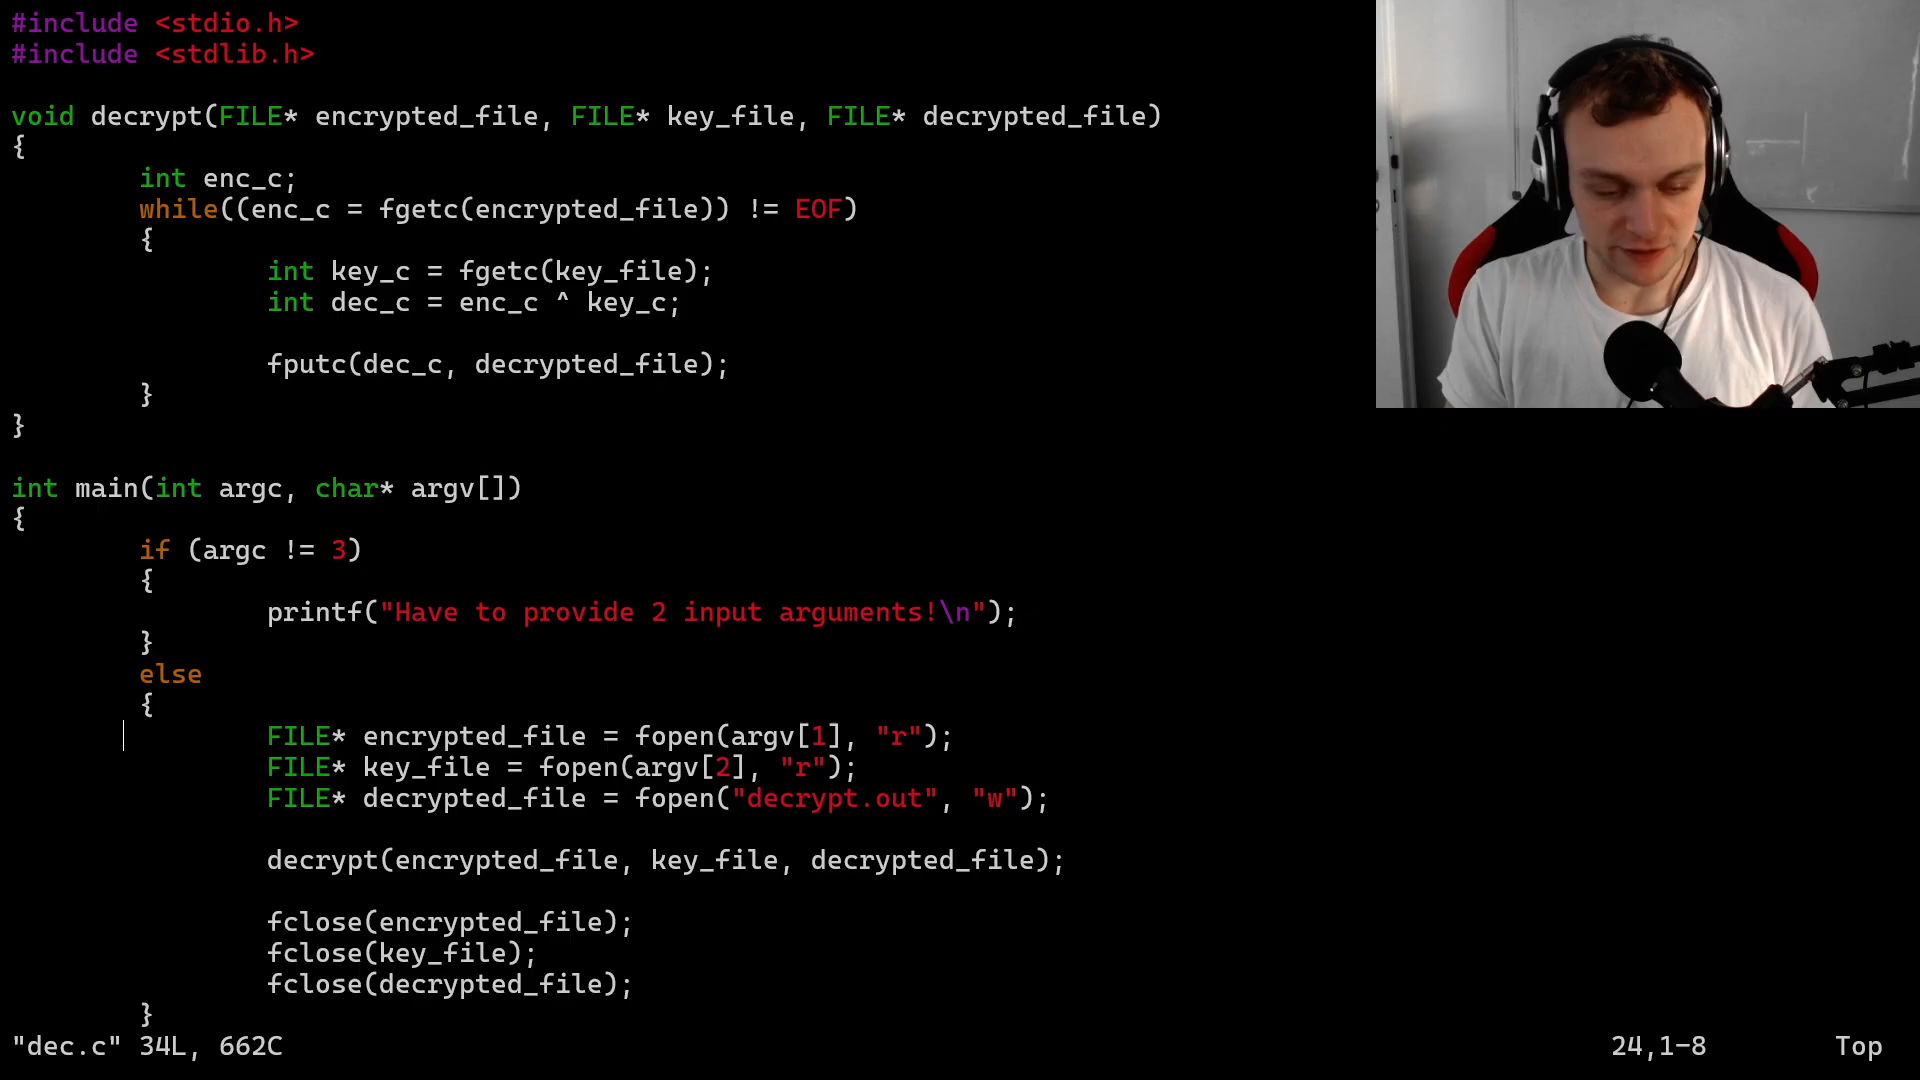 #include <stdio.h>
#include <stdlib.h>
void decrypt(FILE* encrypted_file, FILE* key_file, FILE* decrypted_file)
{
int enc_c;
while((enc_c = fgetc(encrypted_file)) != EOF)
{
int key_c = fgetc(key_file);
int dec_c = enc_c ^ key_c;
fputc(dec_c, decrypted_file);
}
}
int main(int argc, char* argv[])
{
if (argc != 3)
{
printf("Have to provide 2 input arguments!\n");
}
else
{
FILE* encrypted_file = fopen(argv[1], "r");
FILE* key_file = fopen(argv[2], "r");
FILE* decrypted_file = fopen("decrypt.out", "w");
decrypt(encrypted_file, key_file, decrypted_file);
fclose(encrypted_file);
fclose(key_file);
fclose(decrypted_file);
}
"dec.c" 34L, 662C 24,1-8 Top